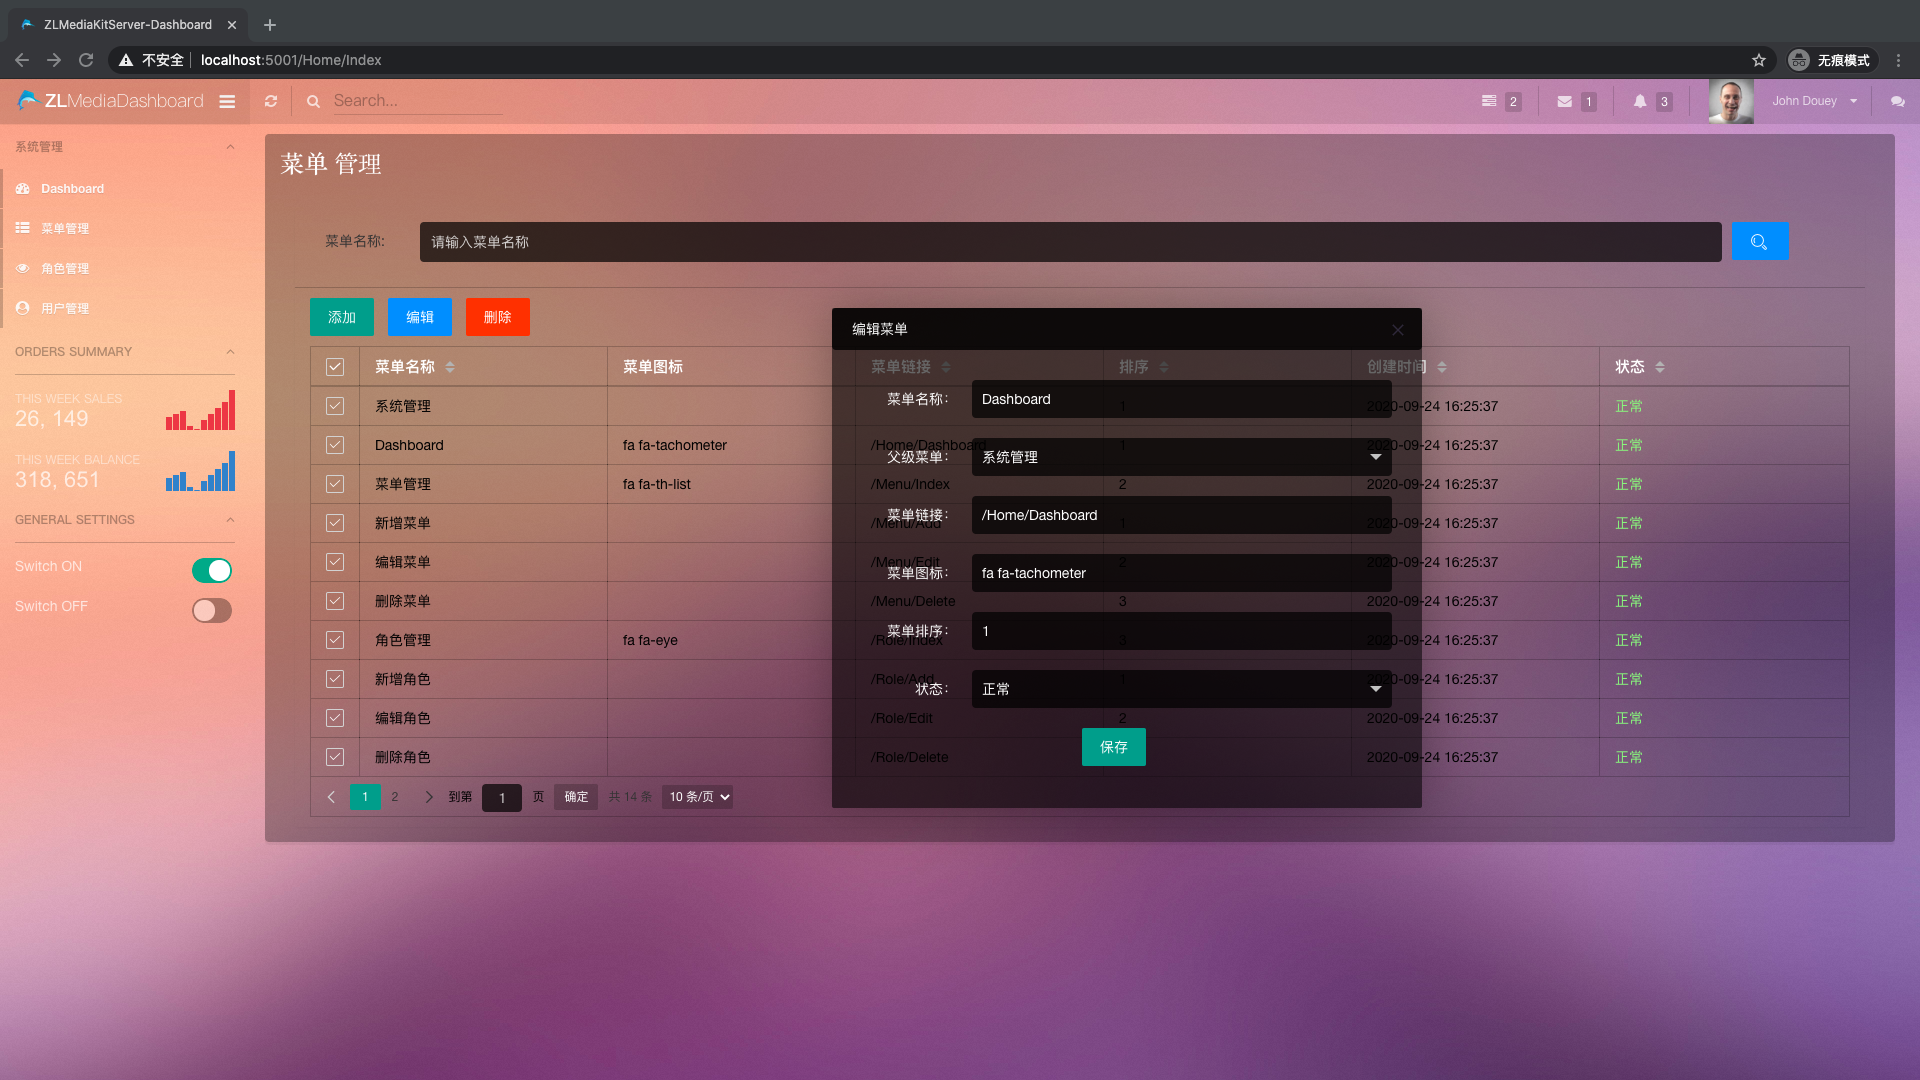 ZLMediaKitServer-Dashboard
不安全 localhost:5001/Home/Index 无痕模式
ZLMediaDashboard Search... 2 1 3 John Douey
系统管理
Dashboard
菜单管理
角色管理
用户管理
ORDERS SUMMARY
THIS WEEK SALES
26, 149
THIS WEEK BALANCE
318, 651
GENERAL SETTINGS
Switch ON
Switch OFF
菜单 管理
菜单名称: 请输入菜单名称
添加 编辑 删除
菜单名称 菜单图标 菜单链接 排序 创建时间 状态
系统管理 1 2020-09-24 16:25:37 正常
Dashboard fa fa-tachometer /Home/Dashboard 1 2020-09-24 16:25:37 正常
菜单管理 fa fa-th-list /Menu/Index 2 2020-09-24 16:25:37 正常
新增菜单 /Menu/Add 1 2020-09-24 16:25:37 正常
编辑菜单 /Menu/Edit 2 2020-09-24 16:25:37 正常
删除菜单 /Menu/Delete 3 2020-09-24 16:25:37 正常
角色管理 fa fa-eye /Role/Index 3 2020-09-24 16:25:37 正常
新增角色 /Role/Add 1 2020-09-24 16:25:37 正常
编辑角色 /Role/Edit 2 2020-09-24 16:25:37 正常
删除角色 /Role/Delete 2020-09-24 16:25:37 正常
1 2 到第 1 页 确定 共 14 条 10 条/页
编辑菜单
菜单名称: Dashboard
父级菜单: 系统管理
菜单链接: /Home/Dashboard
菜单图标: fa fa-tachometer
菜单排序: 1
状态: 正常
保存